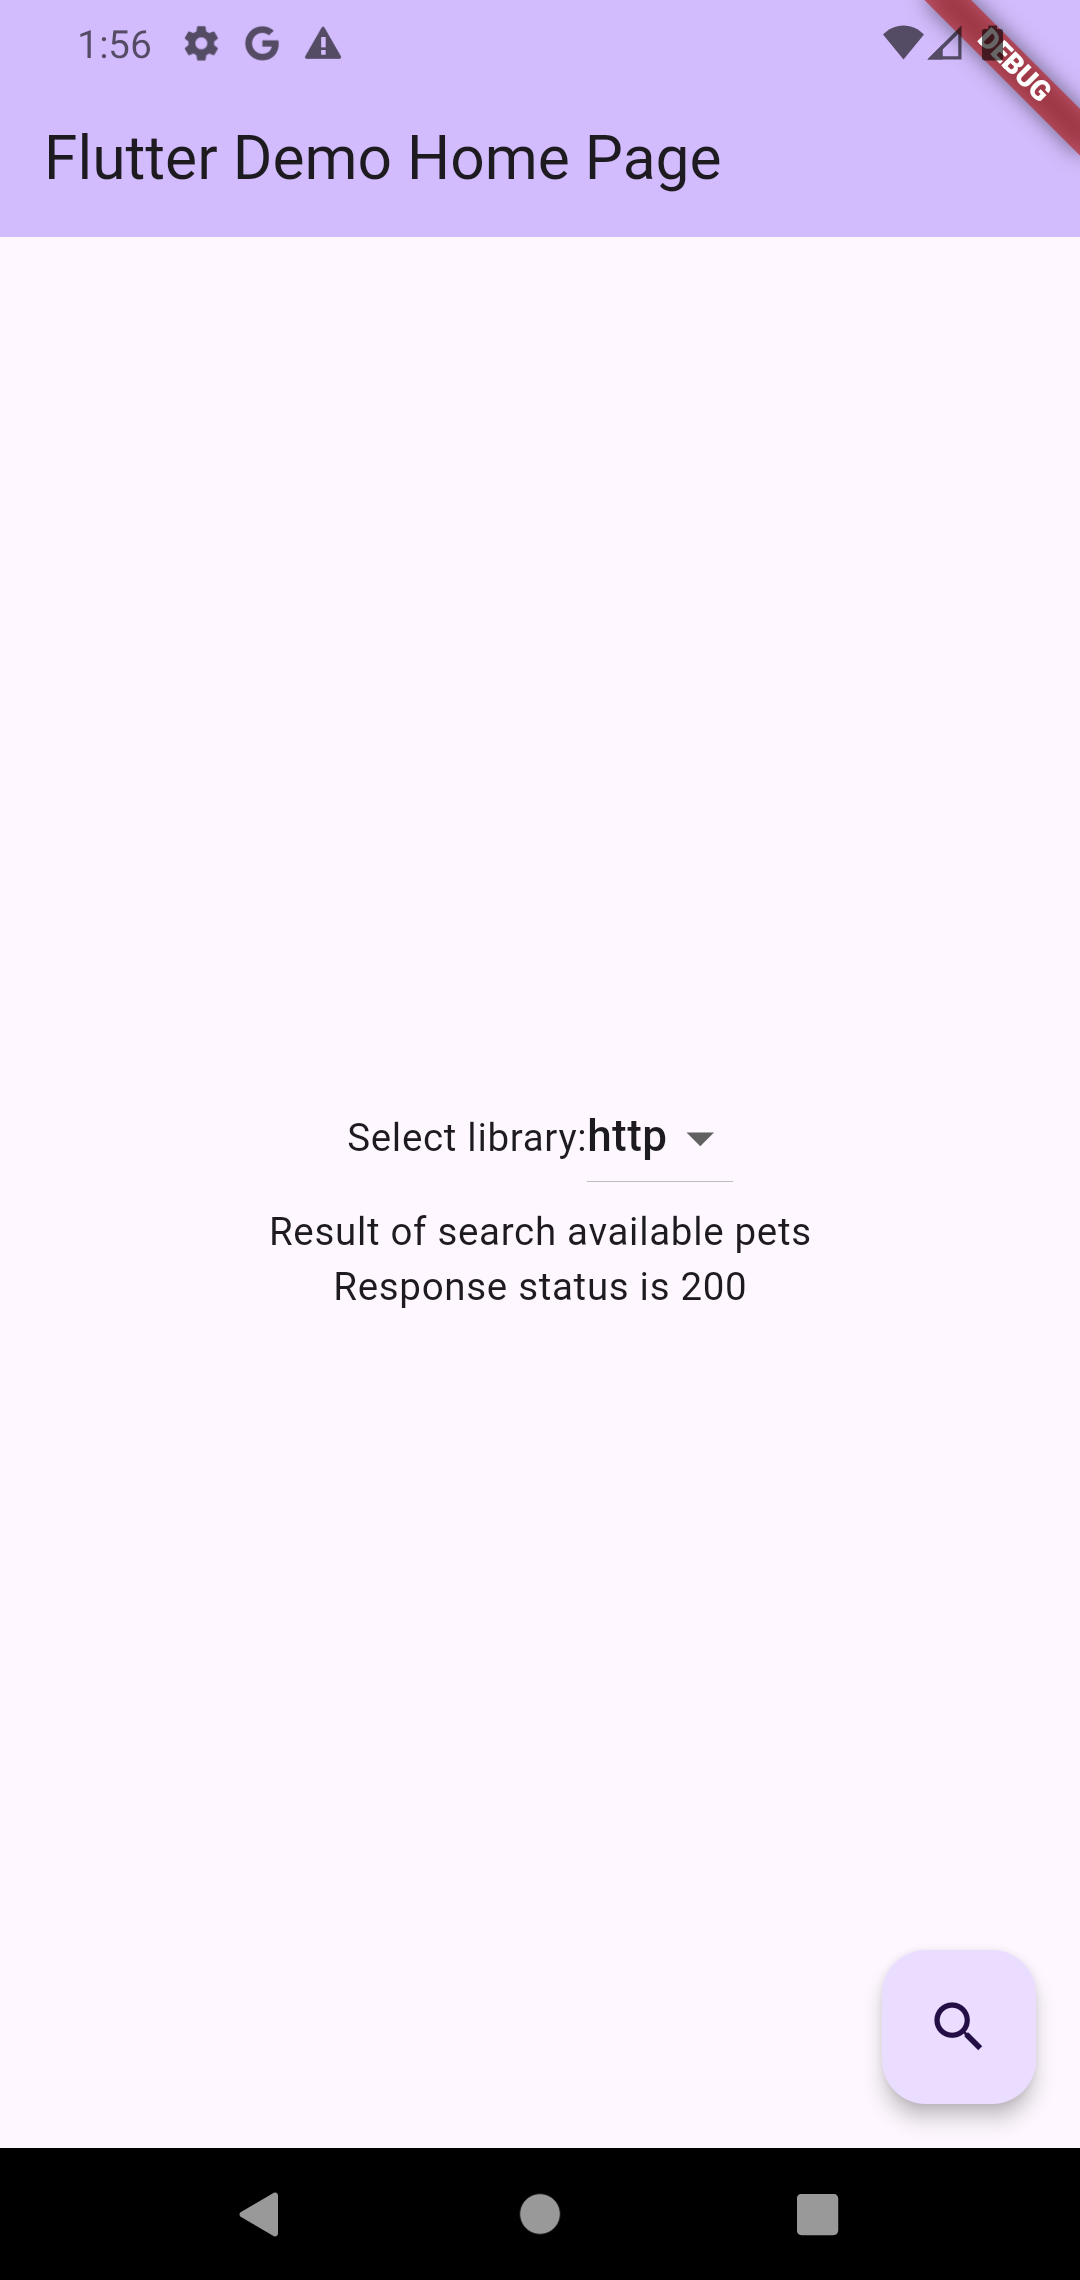 1:56
DEBUG
Flutter Demo Home Page
Select library:http
Result of search available pets
Response status is 200